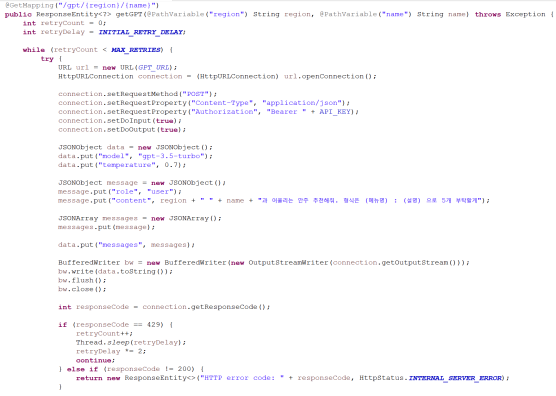 @GetMapping("/gpt/{region}/{name}")
public ResponseEntity<?> getGPT(@PathVariable("region") String region, @PathVariable("name") String name) throws Exception {
int retryCount = 0;
int retryDelay = INITIAL_RETRY_DELAY;
while (retryCount < MAX_RETRIES) {
try {
URL url = new URL(GPT_URL);
HttpURLConnection connection = (HttpURLConnection) url.openConnection();
connection.setRequestMethod("POST");
connection.setRequestProperty("Content-Type", "application/json");
connection.setRequestProperty("Authorization", "Bearer " + API_KEY);
connection.setDoInput(true);
connection.setDoOutput(true);
JSONObject data = new JSONObject();
data.put("model", "gpt-3.5-turbo");
data.put("temperature", 0.7);
JSONObject message = new JSONObject();
message.put("role", "user");
message.put("content", region + " " + name + "과 어울리는 안주 추천해줘. 형식은 (메뉴명) : (설명) 으로 5개 부탁할게");
JSONArray messages = new JSONArray();
messages.put(message);
data.put("messages", messages);
BufferedWriter bw = new BufferedWriter(new OutputStreamWriter(connection.getOutputStream()));
bw.write(data.toString());
bw.flush();
bw.close();
int responseCode = connection.getResponseCode();
if (responseCode == 429) {
retryCount++;
Thread.sleep(retryDelay);
retryDelay *= 2;
continue;
} else if (responseCode != 200) {
return new ResponseEntity<>("HTTP error code: " + responseCode, HttpStatus.INTERNAL_SERVER_ERROR);
}